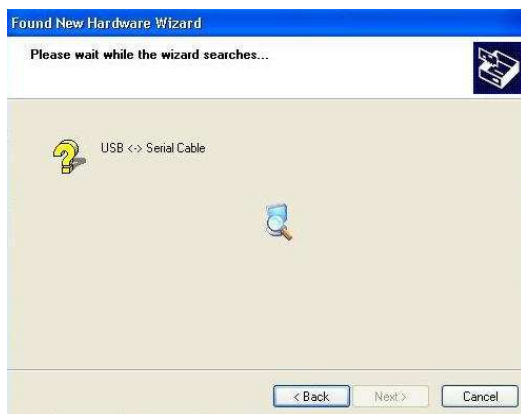 Found New Hardware Wizard
Please wait while the wizard searches...
USB <-> Serial Cable
< Back
Next >
Cancel